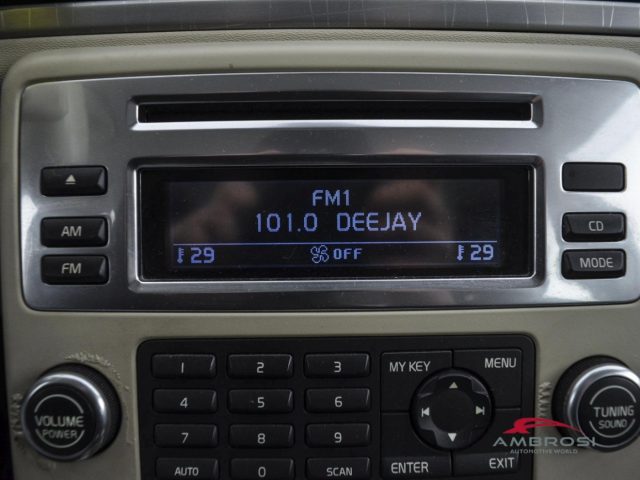 FM1
101.0 DEEJAY
29 OFF 29
AM
FM
CD
MODE
VOLUME
POWER
1 2 3
4 5 6
7 8 9
AUTO 0 SCAN
MY KEY MENU
ENTER EXIT
TUNING
SOUND
AMBROSI
AUTOMOTIVE WORLD